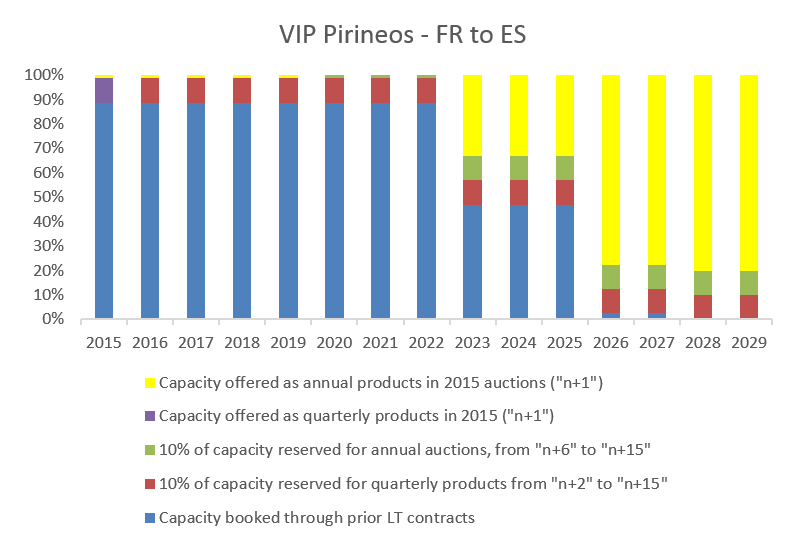 VIP Pirineos - FR to ES
100%
90%
80%
70%
60%
50%
40%
30%
20%
10%
0%
2015 2016 2017 2018 2019 2020 2021 2022 2023 2024 2025 2026 2027 2028 2029
Capacity offered as annual products in 2015 auctions ("n+1")
Capacity offered as quarterly products in 2015 ("n+1")
10% of capacity reserved for annual auctions, from "n+6" to "n+15"
10% of capacity reserved for quarterly products from "n+2" to "n+15"
Capacity booked through prior LT contracts